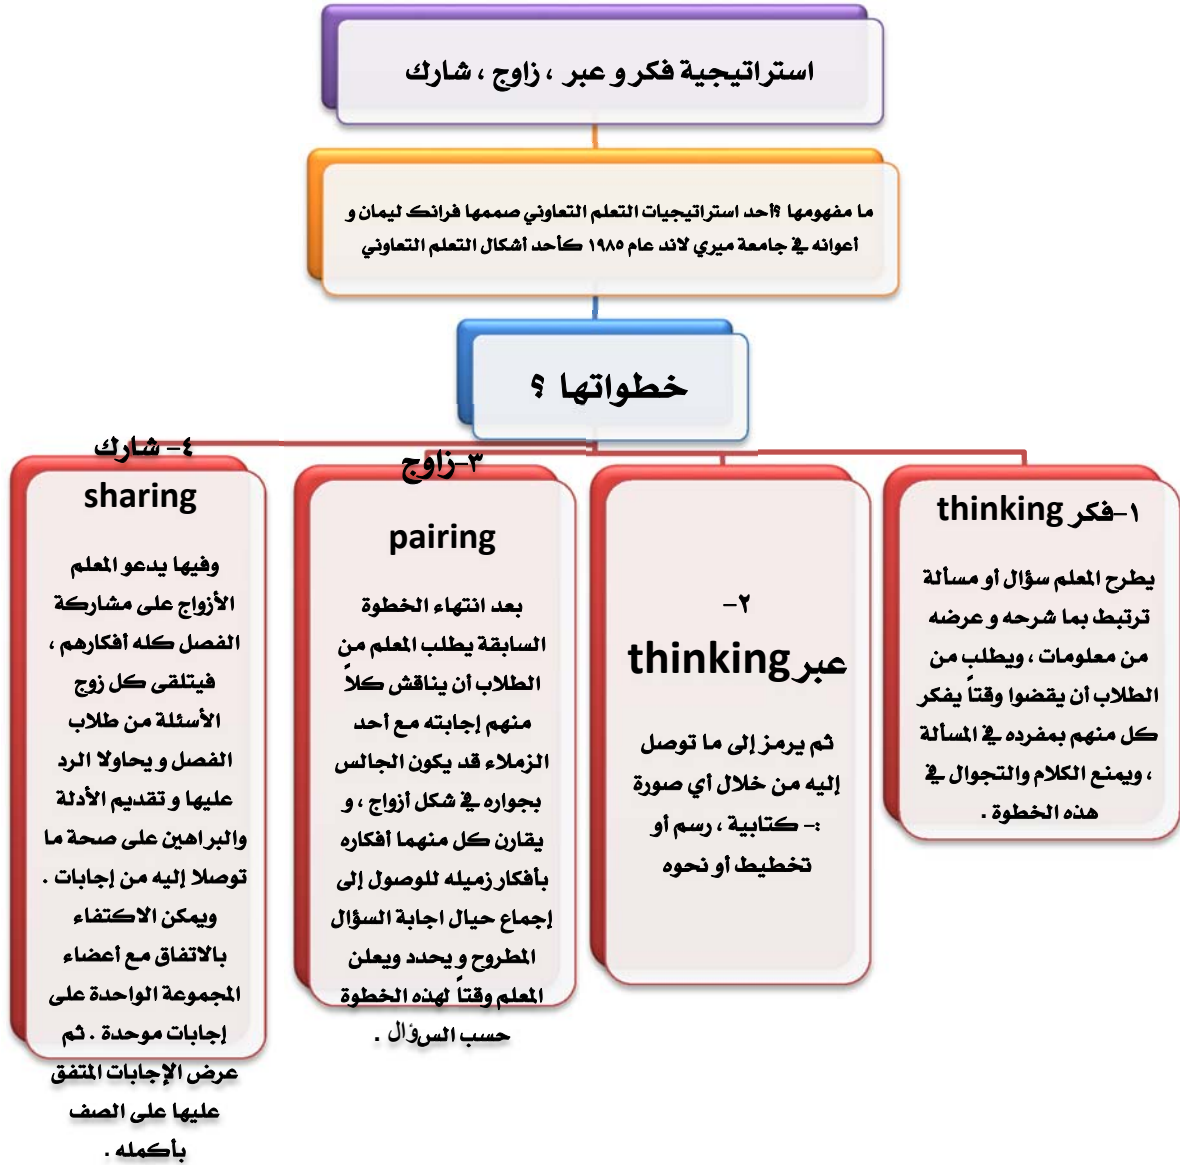 استراتيجية فكر و عبر ، زاوج ، شارك
ما مفهومها ؟أحد استراتيجيات التعلم التعاوني صممها فرانك ليمان و
أعوانه في جامعة ميري لاند عام ١٩٨٥ كأحد أشكال التعلم التعاوني
خطواتها ؟
١-فكر thinking
يطرح المعلم سؤال أو مسألة
ترتبط بما شرحه و عرضه
من معلومات ، ويطلب من
الطلاب أن يقضوا وقتاً يفكر
كل منهم بمفرده في المسألة
، ويمنع الكلام والتجوال في
هذه الخطوة .
٢-
عبر thinking
ثم يرمز إلى ما توصل
إليه من خلال أي صورة
:- كتابية ، رسم أو
تخطيط أو نحوه
٣-زاوج
pairing
بعد انتهاء الخطوة
السابقة يطلب المعلم من
الطلاب أن يناقش كلاً
منهم إجابته مع أحد
الزملاء قد يكون الجالس
بجواره في شكل أزواج ، و
يقارن كل منهما أفكاره
بأفكار زميله للوصول إلى
إجماع حيال اجابة السؤال
المطروح و يحدد ويعلن
المعلم وقتاً لهذه الخطوة
حسب السؤال .
٤- شارك
sharing
وفيها يدعو المعلم
الأزواج على مشاركة
الفصل كله أفكارهم ،
فيتلقى كل زوج
الأسئلة من طلاب
الفصل و يحاولا الرد
عليها و تقديم الأدلة
والبراهين على صحة ما
توصلا إليه من إجابات .
ويمكن الاكتفاء
بالاتفاق مع أعضاء
المجموعة الواحدة على
إجابات موحدة . ثم
عرض الإجابات المتفق
عليها على الصف
بأكمله .